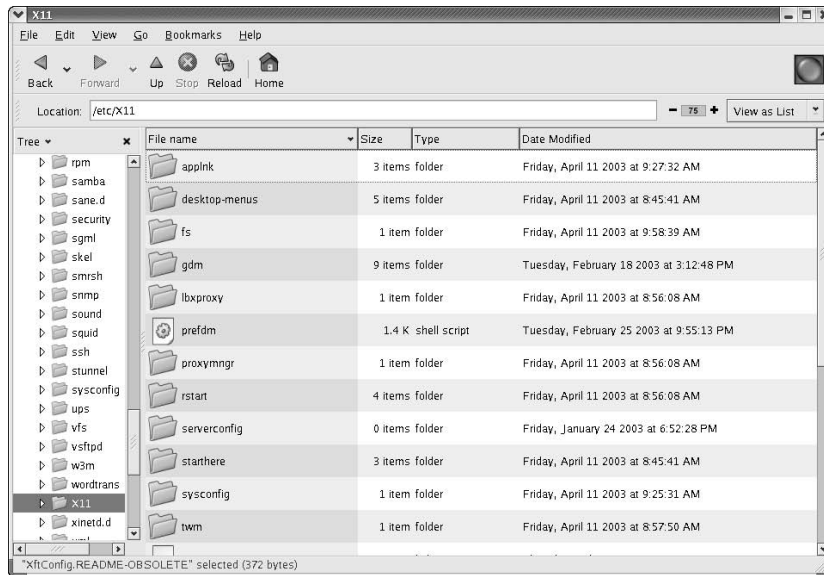 X11
File Edit View Go Bookmarks Help
Back Forward Up Stop Reload Home
Location: /etc/X11 75 View as List
Tree File name Size Type Date Modified
rpm
samba
sane.d
security
sgml
skel
smrsh
snmp
sound
squid
ssh
stunnel
sysconfig
ups
vfs
vsftpd
w3m
wordtrans
X11
xinetd.d
applnk 3 items folder Friday, April 11 2003 at 9:27:32 AM
desktop-menus 5 items folder Friday, April 11 2003 at 8:45:41 AM
fs 1 item folder Friday, April 11 2003 at 9:58:39 AM
gdm 9 items folder Tuesday, February 18 2003 at 3:12:48 PM
lbxproxy 1 item folder Friday, April 11 2003 at 8:56:08 AM
prefdm 1.4 K shell script Tuesday, February 25 2003 at 9:55:13 PM
proxymngr 1 item folder Friday, April 11 2003 at 8:56:08 AM
rstart 4 items folder Friday, April 11 2003 at 8:56:08 AM
serverconfig 0 items folder Friday, January 24 2003 at 6:52:28 PM
starthere 3 items folder Friday, April 11 2003 at 8:45:41 AM
sysconfig 1 item folder Friday, April 11 2003 at 9:25:31 AM
twm 1 item folder Friday, April 11 2003 at 8:57:50 AM
"XftConfig.README-OBSOLETE" selected (372 bytes)